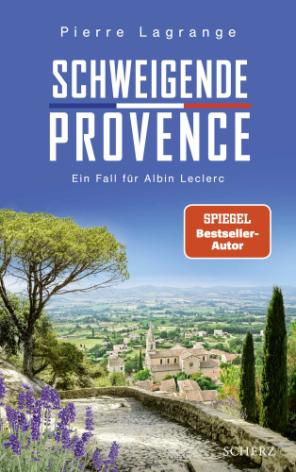 Pierre Lagrange
SCHWEIGENDE
PROVENCE
Ein Fall für Albin Leclerc
SPIEGEL
Bestseller-
Autor
SCHERZ